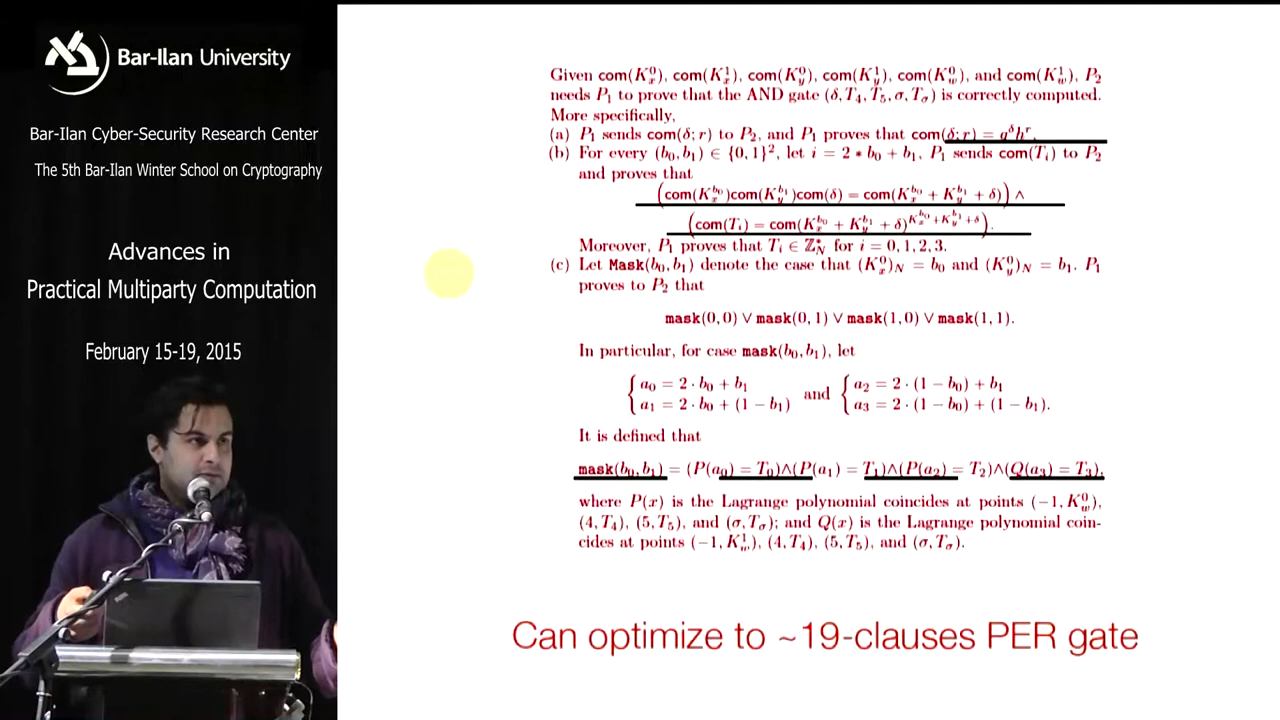 Bar-Ilan University
Bar-Ilan Cyber-Security Research Center
The 5th Bar-Ilan Winter School on Cryptography
Advances in
Practical Multiparty Computation
February 15-19, 2015
Given com(K_x^0), com(K_x^1), com(K_y^0), com(K_y^1), com(K_w^0), and com(K_w^1), P_2
needs P_1 to prove that the AND gate (δ, T_4, T_5, σ, T_σ) is correctly computed.
More specifically,
(a) P_1 sends com(δ; r) to P_2, and P_1 proves that com(δ; r) = g^δ h^r.
(b) For every (b_0, b_1) ∈ {0, 1}^2, let i = 2 * b_0 + b_1, P_1 sends com(T_i) to P_2
and proves that
(com(K_x^{b_0})com(K_y^{b_1})com(δ) = com(K_x^{b_0} + K_y^{b_1} + δ)) ∧
(com(T_i) = com(K_x^{b_0} + K_y^{b_1} + δ)^{K_x^{b_0}+K_y^{b_1}+δ}).
Moreover, P_1 proves that T_i ∈ ℤ_N^* for i = 0, 1, 2, 3.
(c) Let Mask(b_0, b_1) denote the case that (K_x^0)_N = b_0 and (K_y^0)_N = b_1. P_1
proves to P_2 that
mask(0, 0) ∨ mask(0, 1) ∨ mask(1, 0) ∨ mask(1, 1).
In particular, for case mask(b_0, b_1), let
{ a_0 = 2 · b_0 + b_1
a_1 = 2 · b_0 + (1 − b_1)
and
{ a_2 = 2 · (1 − b_0) + b_1
a_3 = 2 · (1 − b_0) + (1 − b_1).
It is defined that
mask(b_0, b_1) = (P(a_0) = T_0)∧(P(a_1) = T_1)∧(P(a_2) = T_2)∧(Q(a_3) = T_3),
where P(x) is the Lagrange polynomial coincides at points (−1, K_w^0),
(4, T_4), (5, T_5), and (σ, T_σ); and Q(x) is the Lagrange polynomial coin-
cides at points (−1, K_w^1), (4, T_4), (5, T_5), and (σ, T_σ).
Can optimize to ~19-clauses PER gate